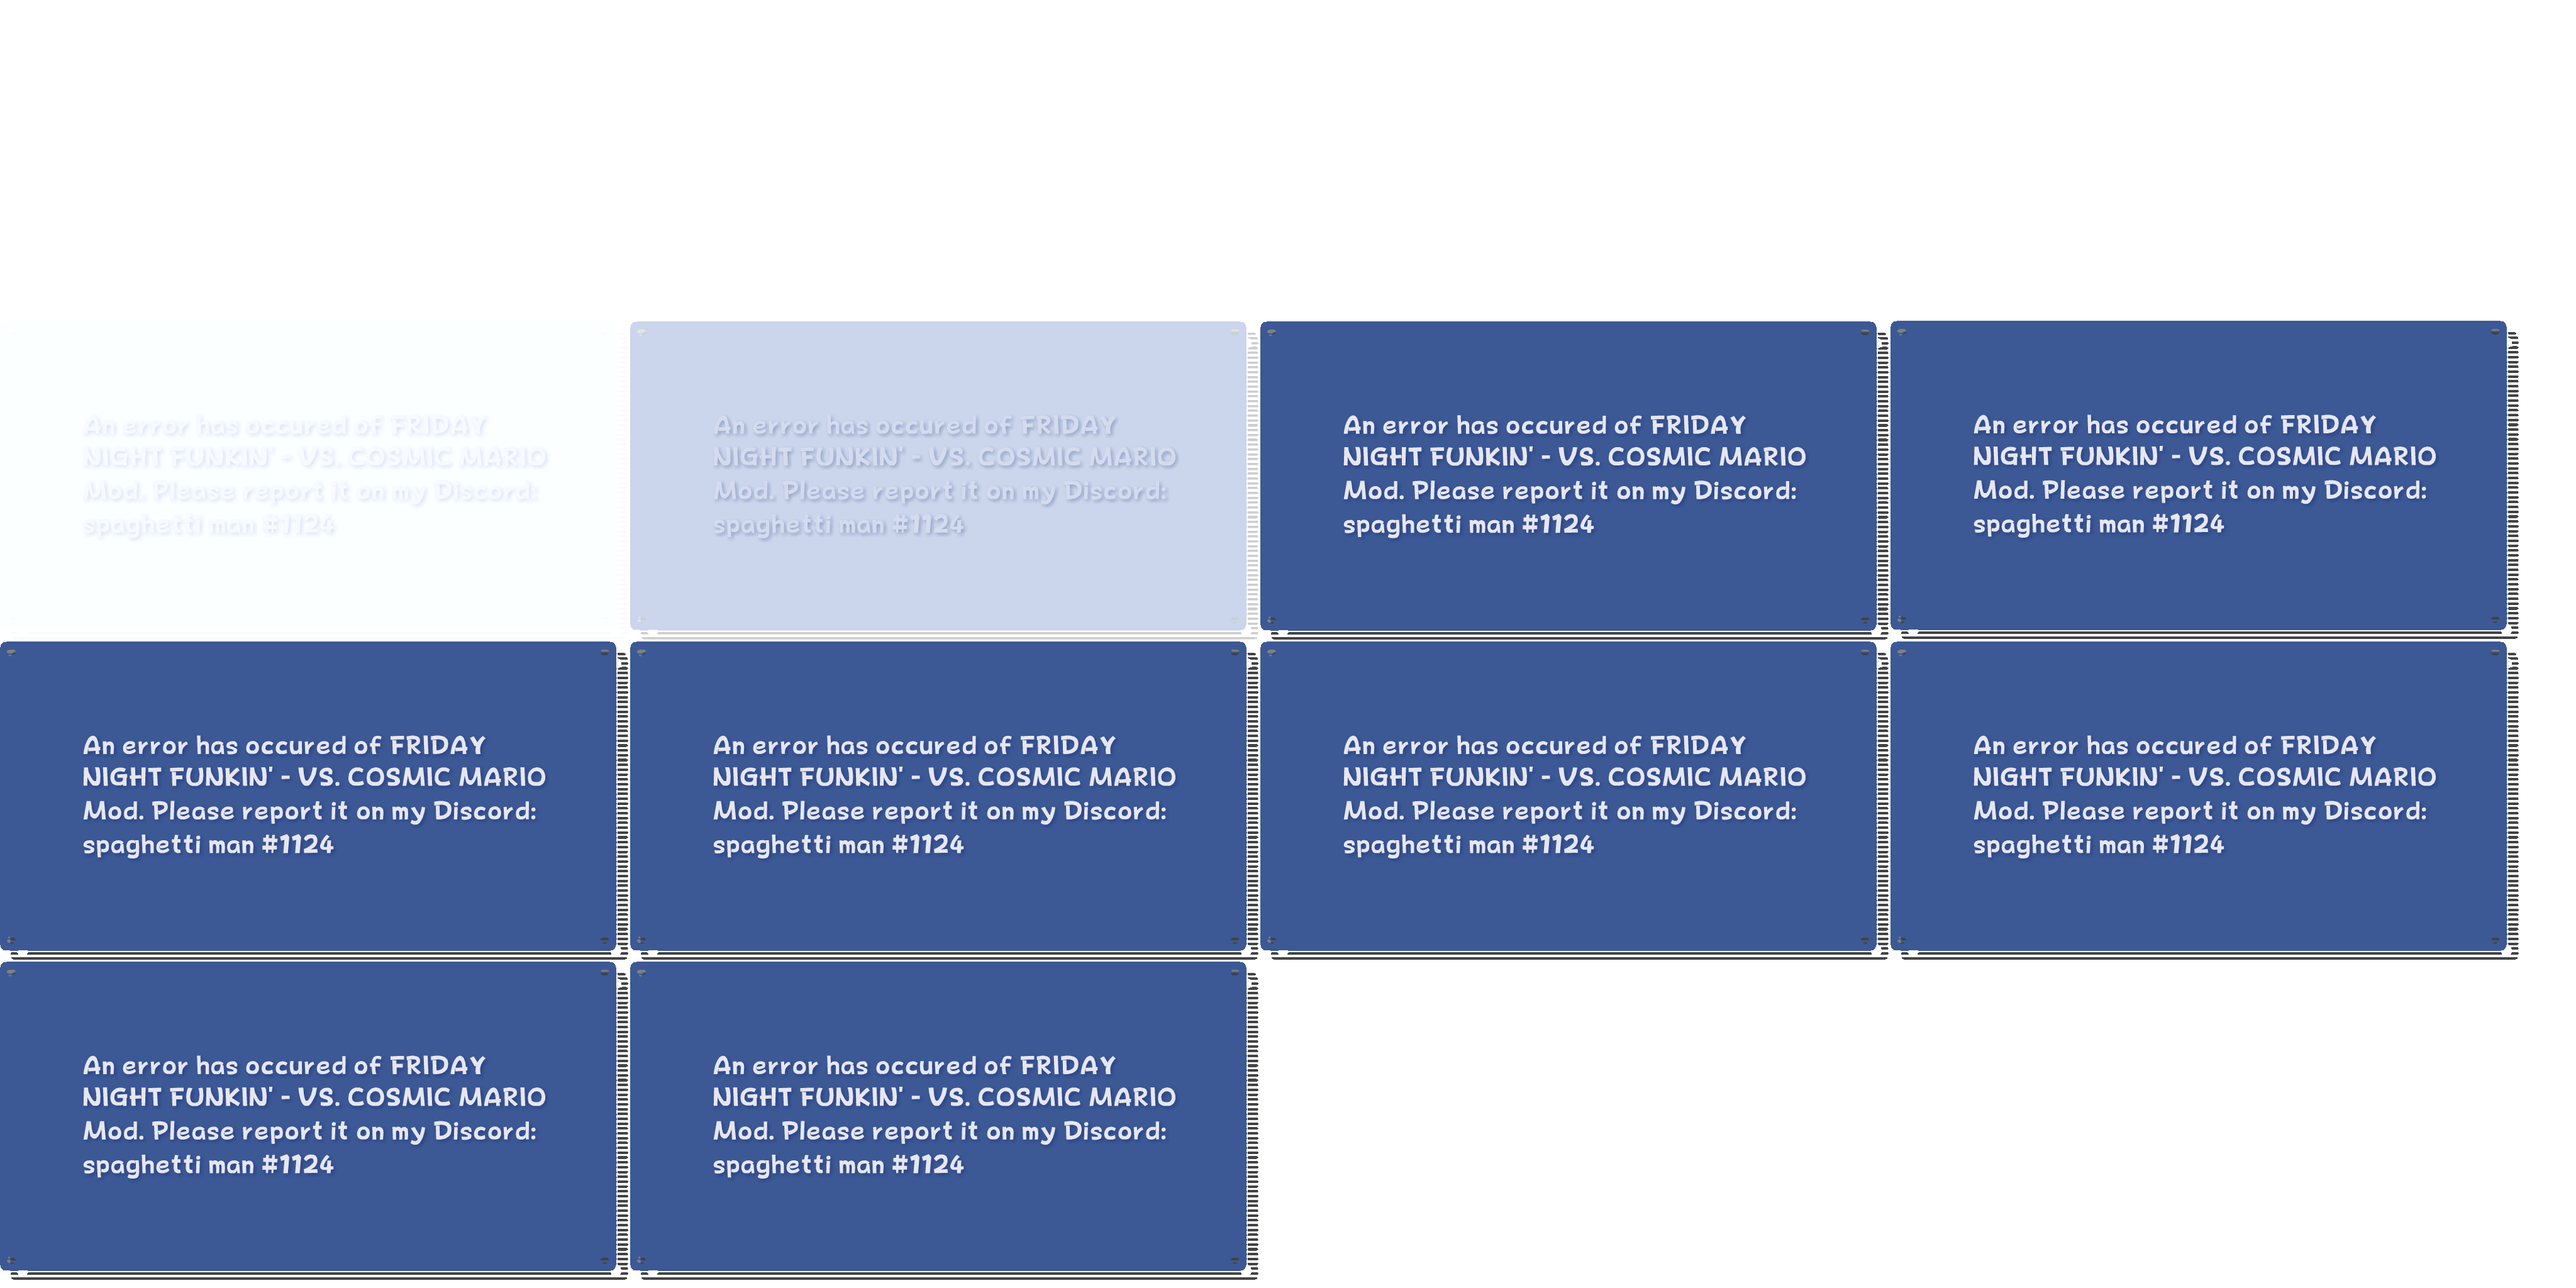 An error has occured of FRIDAY
NIGHT FUNKIN' - VS. COSMIC MARIO
Mod. Please report it on my Discord:
spaghetti man #1124
An error has occured of FRIDAY
NIGHT FUNKIN' - VS. COSMIC MARIO
Mod. Please report it on my Discord:
spaghetti man #1124
An error has occured of FRIDAY
NIGHT FUNKIN' - VS. COSMIC MARIO
Mod. Please report it on my Discord:
spaghetti man #1124
An error has occured of FRIDAY
NIGHT FUNKIN' - VS. COSMIC MARIO
Mod. Please report it on my Discord:
spaghetti man #1124
An error has occured of FRIDAY
NIGHT FUNKIN' - VS. COSMIC MARIO
Mod. Please report it on my Discord:
spaghetti man #1124
An error has occured of FRIDAY
NIGHT FUNKIN' - VS. COSMIC MARIO
Mod. Please report it on my Discord:
spaghetti man #1124
An error has occured of FRIDAY
NIGHT FUNKIN' - VS. COSMIC MARIO
Mod. Please report it on my Discord:
spaghetti man #1124
An error has occured of FRIDAY
NIGHT FUNKIN' - VS. COSMIC MARIO
Mod. Please report it on my Discord:
spaghetti man #1124
An error has occured of FRIDAY
NIGHT FUNKIN' - VS. COSMIC MARIO
Mod. Please report it on my Discord:
spaghetti man #1124
An error has occured of FRIDAY
NIGHT FUNKIN' - VS. COSMIC MARIO
Mod. Please report it on my Discord:
spaghetti man #1124